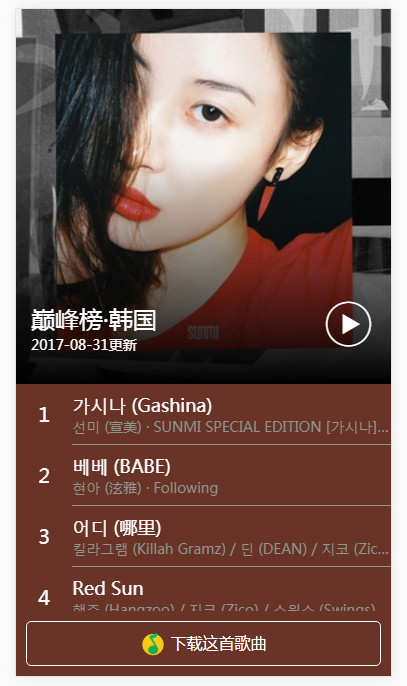 SUNMI
巅峰榜·韩国
2017-08-31更新
1
가시나 (Gashina)
선미 (宣美) · SUNMI SPECIAL EDITION [가시나]...
2
베베 (BABE)
현아 (泫雅) · Following
3
어디 (哪里)
킬라그램 (Killah Gramz) / 딘 (DEAN) / 지코 (Zic...
4
Red Sun
행주 (Hangzoo) / 지코 (Zico) / 스윙스 (Swings)
下载这首歌曲